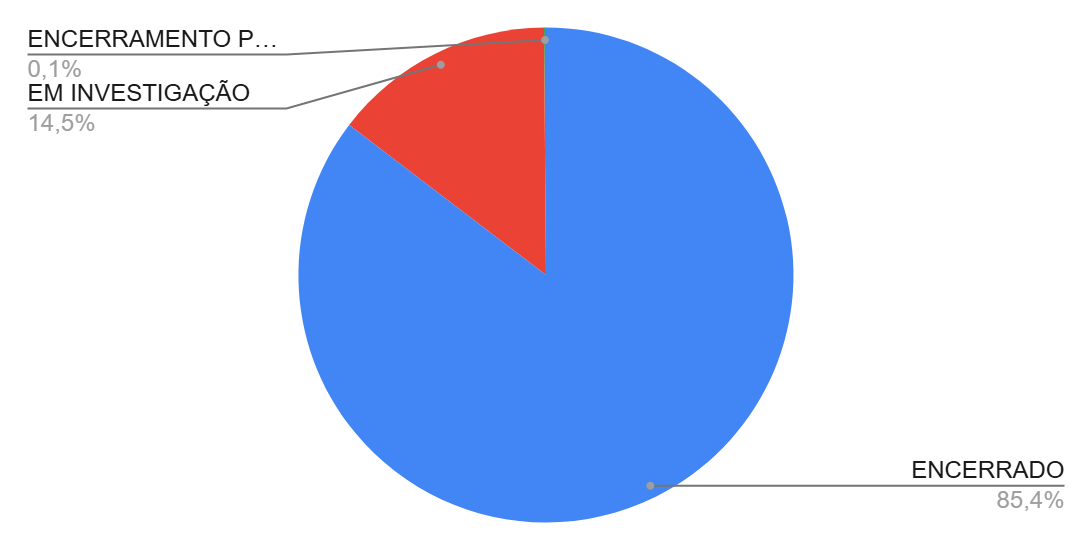 ENCERRAMENTO P…
0,1%
EM INVESTIGAÇÃO
14,5%
ENCERRADO
85,4%